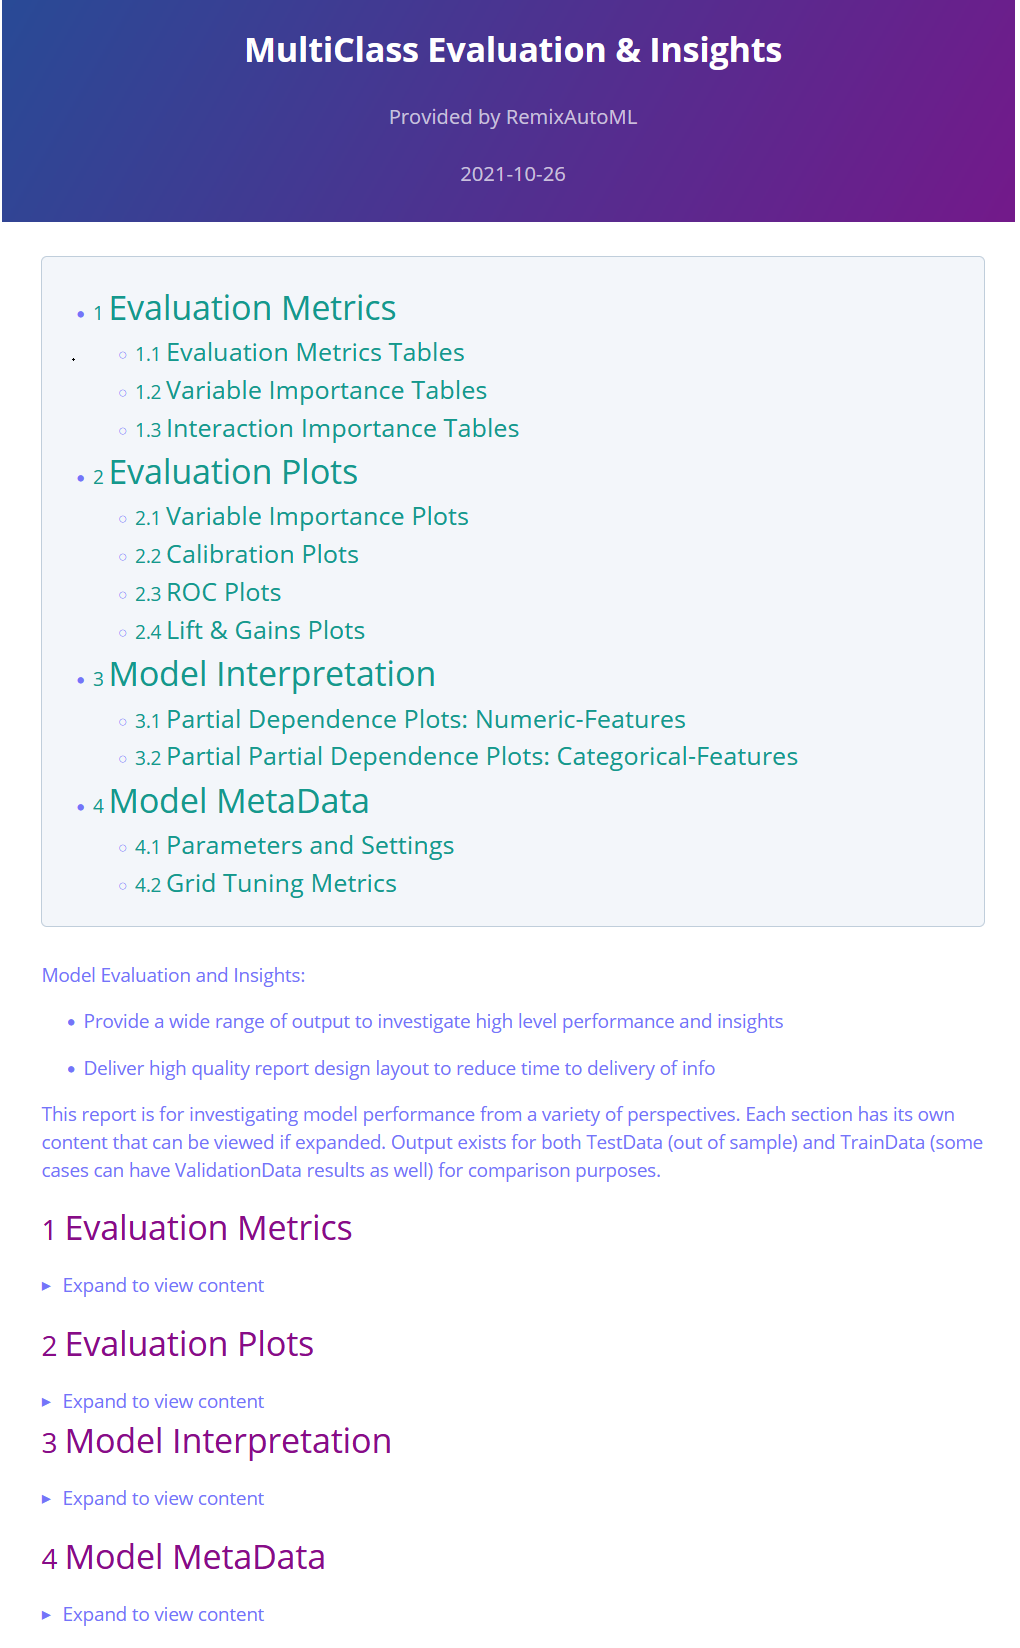 MultiClass Evaluation & Insights
Provided by RemixAutoML
2021-10-26
1 Evaluation Metrics
1.1 Evaluation Metrics Tables
1.2 Variable Importance Tables
1.3 Interaction Importance Tables
2 Evaluation Plots
2.1 Variable Importance Plots
2.2 Calibration Plots
2.3 ROC Plots
2.4 Lift & Gains Plots
3 Model Interpretation
3.1 Partial Dependence Plots: Numeric-Features
3.2 Partial Partial Dependence Plots: Categorical-Features
4 Model MetaData
4.1 Parameters and Settings
4.2 Grid Tuning Metrics
Model Evaluation and Insights:
Provide a wide range of output to investigate high level performance and insights
Deliver high quality report design layout to reduce time to delivery of info
This report is for investigating model performance from a variety of perspectives. Each section has its own
content that can be viewed if expanded. Output exists for both TestData (out of sample) and TrainData (some
cases can have ValidationData results as well) for comparison purposes.
1 Evaluation Metrics
Expand to view content
2 Evaluation Plots
Expand to view content
3 Model Interpretation
Expand to view content
4 Model MetaData
Expand to view content